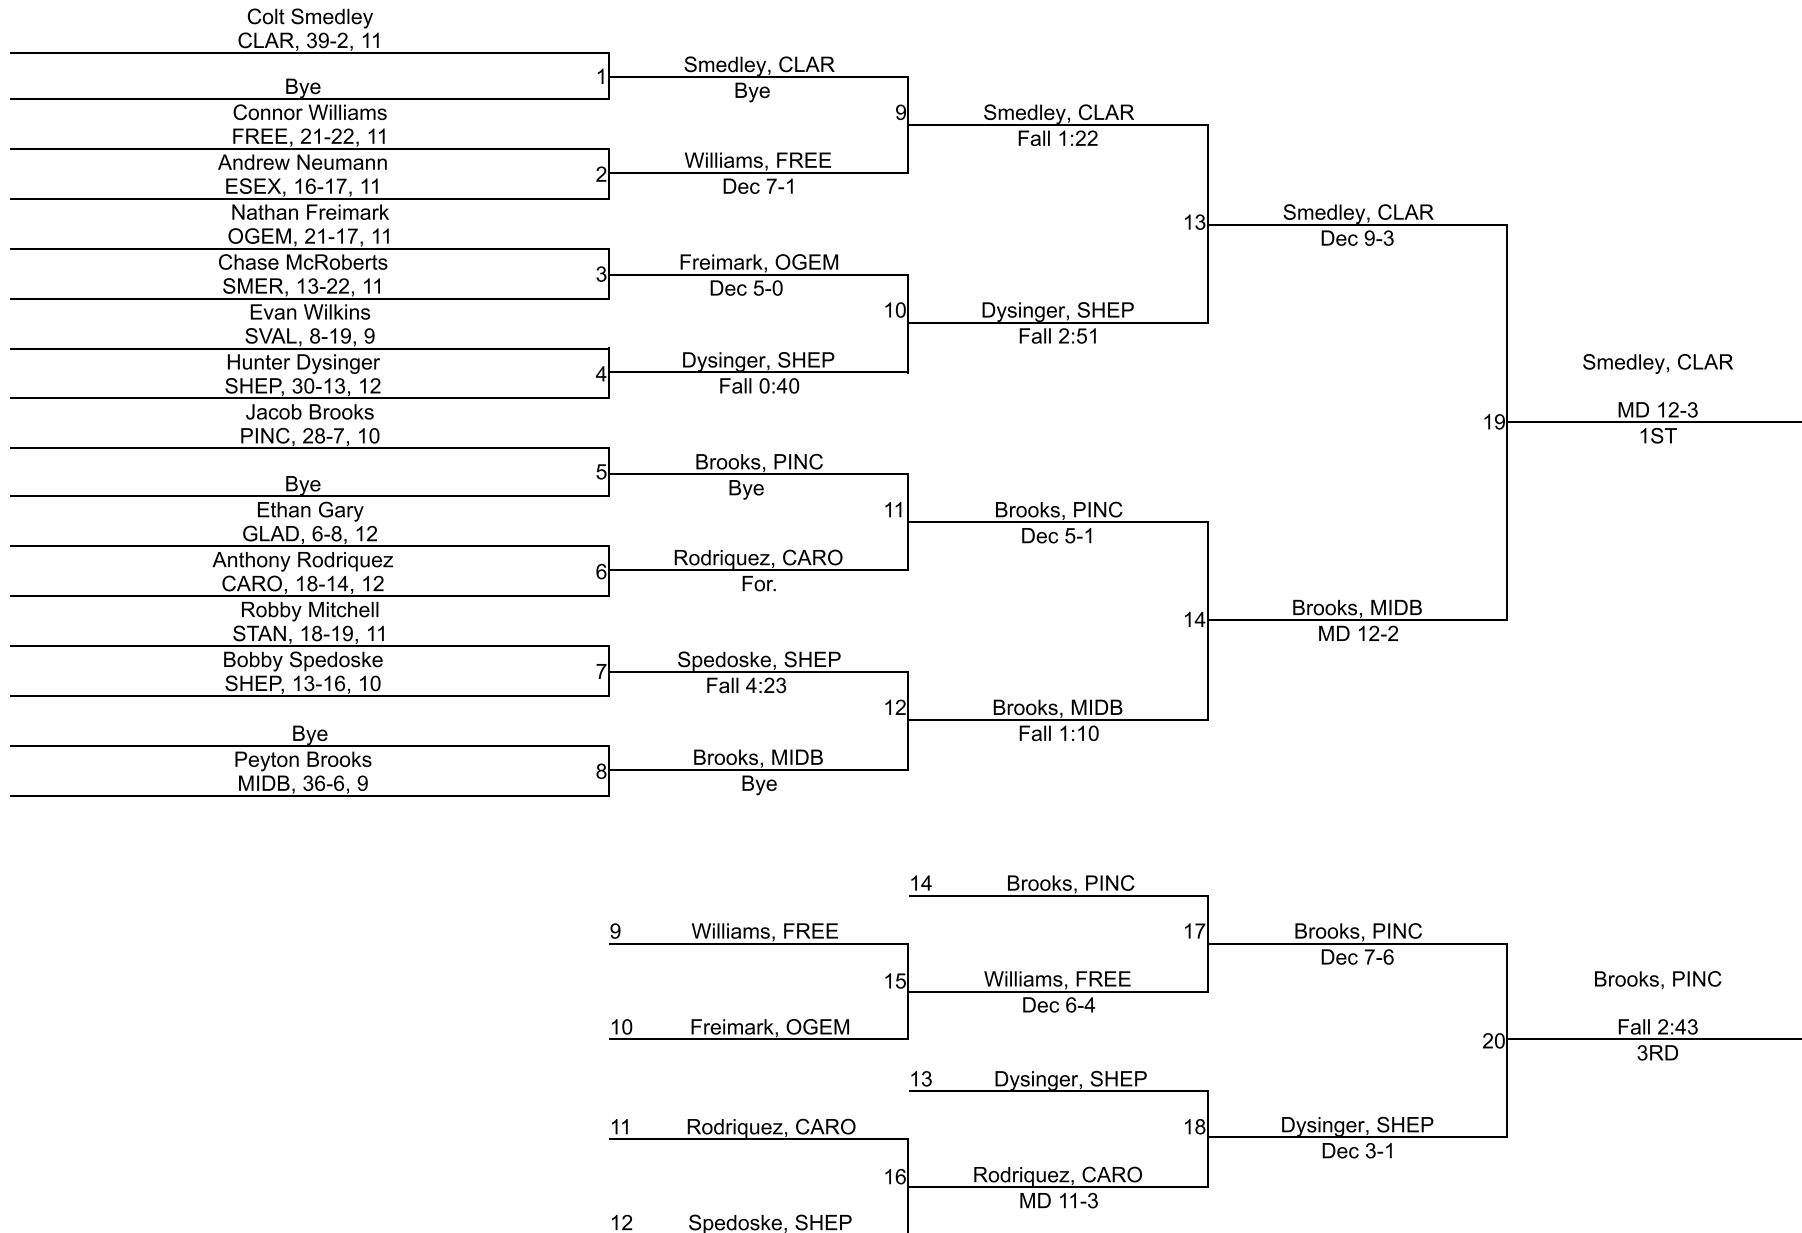 Colt Smedley
CLAR, 39-2, 11
1
Bye
Connor Williams
FREE, 21-22, 11
Andrew Neumann
ESEX, 16-17, 11
2
Nathan Freimark
OGEM, 21-17, 11
Chase McRoberts
SMER, 13-22, 11
3
Evan Wilkins
SVAL, 8-19, 9
Hunter Dysinger
SHEP, 30-13, 12
4
Jacob Brooks
PINC, 28-7, 10
5
Bye
Ethan Gary
GLAD, 6-8, 12
Anthony Rodriquez
CARO, 18-14, 12
6
Robby Mitchell
STAN, 18-19, 11
Bobby Spedoske
SHEP, 13-16, 10
7
Bye
Peyton Brooks
MIDB, 36-6, 9
8
Smedley, CLAR
Bye
9
Williams, FREE
Dec 7-1
Freimark, OGEM
Dec 5-0
10
Dysinger, SHEP
Fall 0:40
Brooks, PINC
Bye
11
Rodriquez, CARO
For.
Spedoske, SHEP
Fall 4:23
12
Brooks, MIDB
Bye
Smedley, CLAR
Fall 1:22
13
Dysinger, SHEP
Fall 2:51
Brooks, PINC
Dec 5-1
14
Brooks, MIDB
Fall 1:10
Smedley, CLAR
Dec 9-3
19
Brooks, MIDB
MD 12-2
Smedley, CLAR
MD 12-3
1ST
14 Brooks, PINC
17
9 Williams, FREE
15
10 Freimark, OGEM
Williams, FREE
Dec 6-4
13 Dysinger, SHEP
18
11 Rodriquez, CARO
16
12 Spedoske, SHEP
Rodriquez, CARO
MD 11-3
Brooks, PINC
Dec 7-6
20
Dysinger, SHEP
Dec 3-1
Brooks, PINC
Fall 2:43
3RD